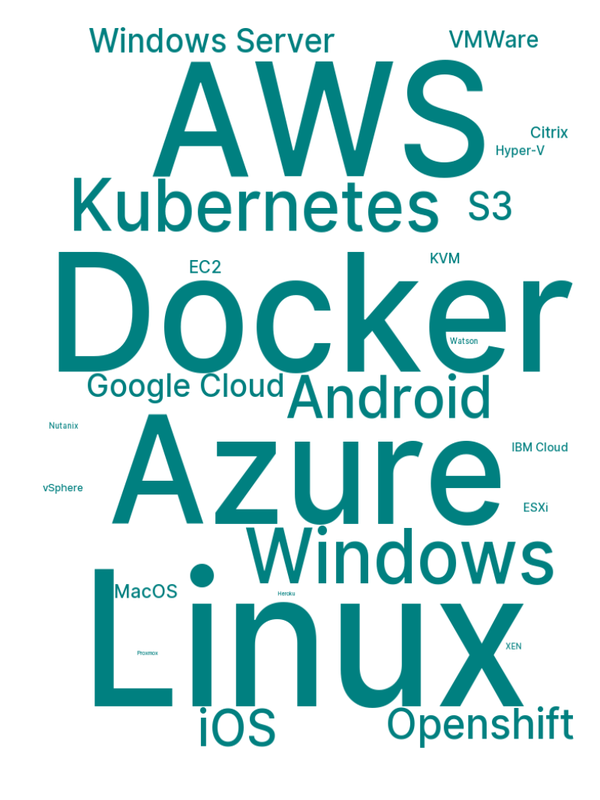 Windows Server
VMWare
AWS
Citrix
Hyper-V
Kubernetes
S3
EC2
KVM
Docker
Watson
Google Cloud
Android
Nutanix
Azure
IBM Cloud
vSphere
ESXi
Windows
MacOS
Heroku
Linux
XEN
Proxmox
iOS
Openshift